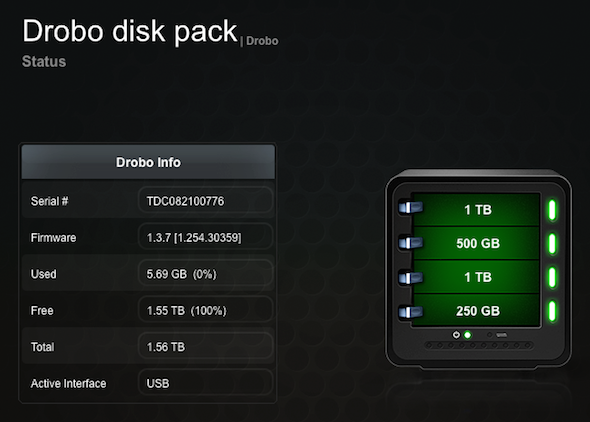 Drobo disk pack | Drobo
Status
Drobo Info
Serial # TDC082100776
Firmware 1.3.7 [1.254.30359]
Used 5.69 GB (0%)
Free 1.55 TB (100%)
Total 1.56 TB
Active Interface USB
1 TB
500 GB
1 TB
250 GB